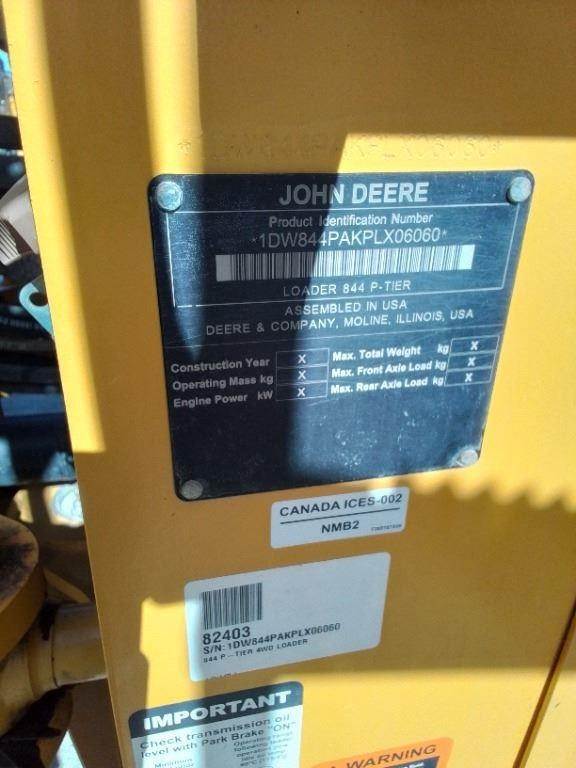 JOHN DEERE
Product Identification Number
*1DW844PAKPLX06060*
LOADER 844 P-TIER
ASSEMBLED IN USA
DEERE & COMPANY, MOLINE, ILLINOIS, USA
Construction Year X Max. Total Weight kg X
Operating Mass kg X Max. Front Axle Load kg X
Engine Power kW X Max. Rear Axle Load kg X
CANADA ICES-002
NMB2
82403
S/N: 1DW844PAKPLX06060
844 P-TIER 4WD LOADER
IMPORTANT
Check transmission oil
level with Park Brake "ON"
WARNING